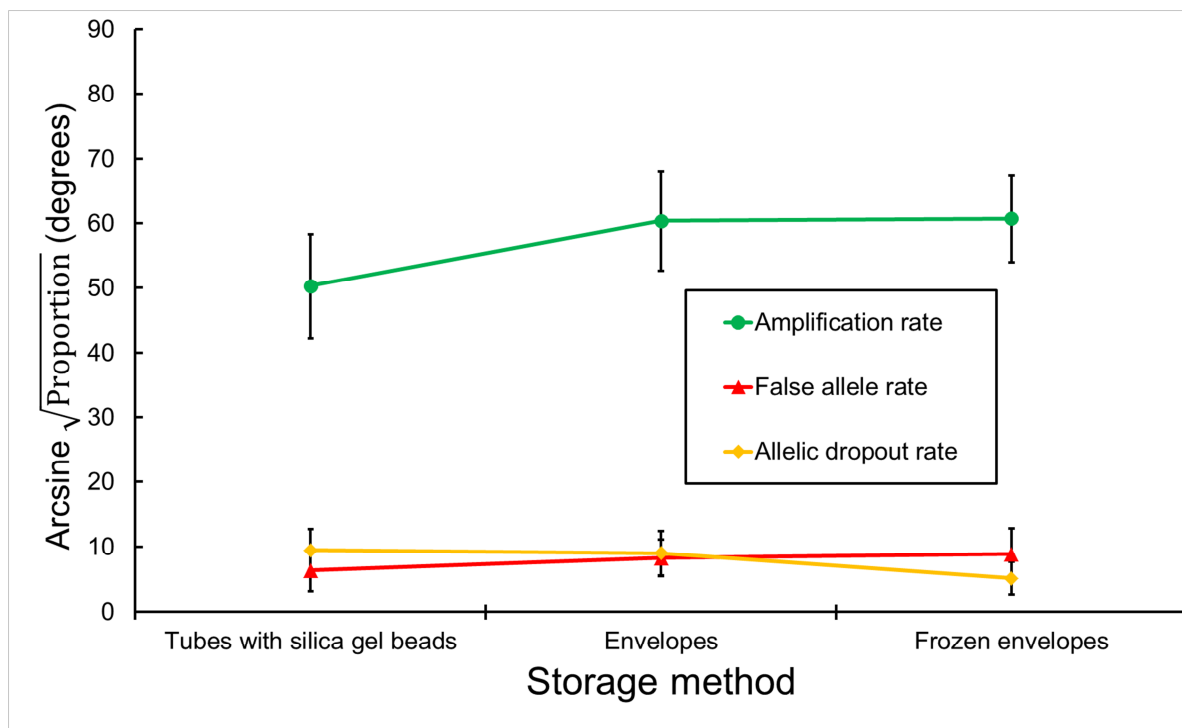 90
80
70
60
50
40
30
20
10
0
Arcsine √Proportion (degrees)
Amplification rate
False allele rate
Allelic dropout rate
Tubes with silica gel beads
Envelopes
Frozen envelopes
Storage method